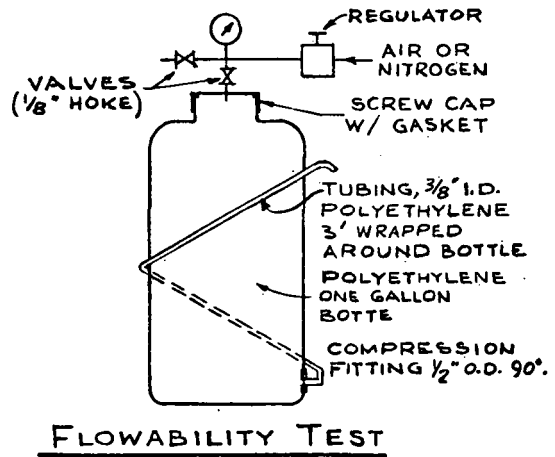 REGULATOR
AIR OR
NITROGEN
VALVES
(1/8" HOKE)
SCREW CAP
W/ GASKET
TUBING, 3/8" I.D.
POLYETHYLENE
3' WRAPPED
AROUND BOTTLE
POLYETHYLENE
ONE GALLON
BOTTE
COMPRESSION
FITTING 1/2" O.D. 90°.
FLOWABILITY TEST